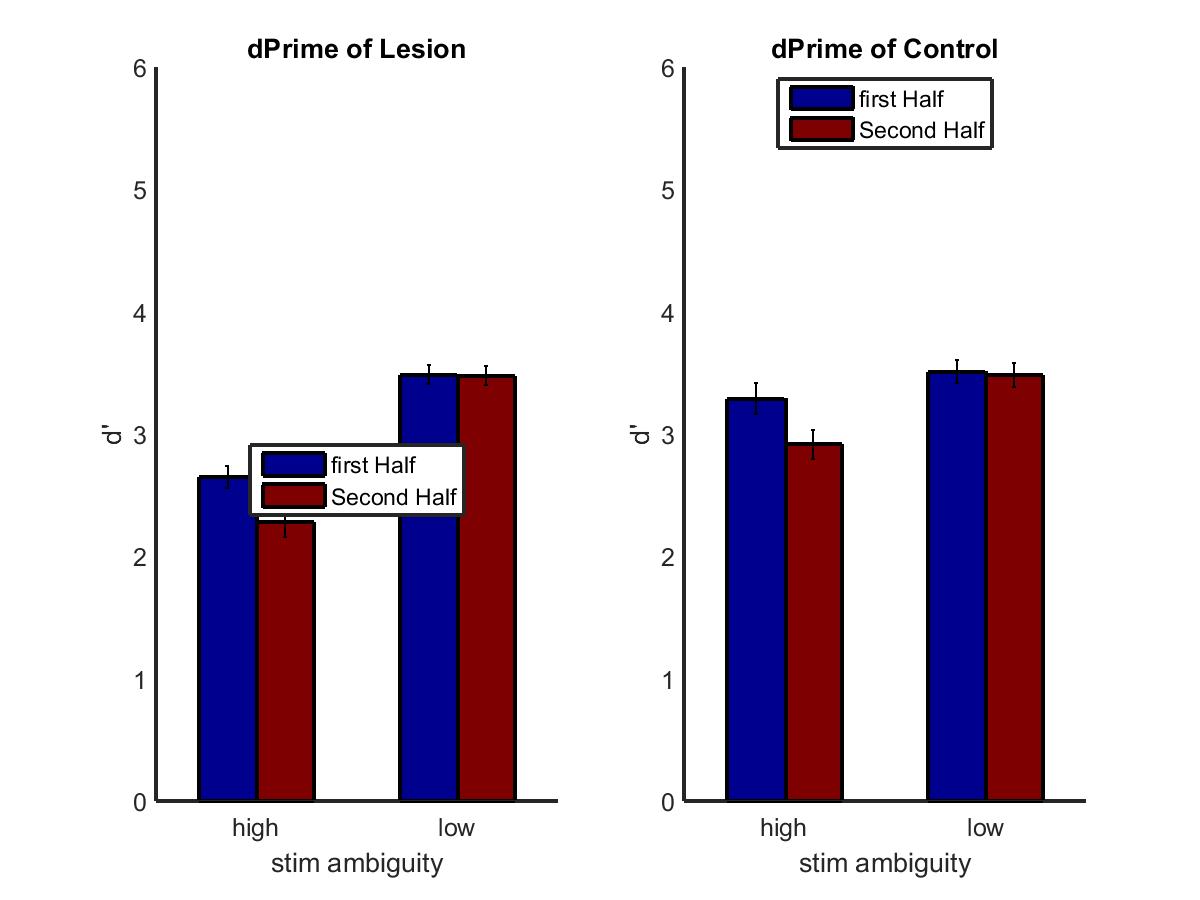 dPrime of Lesion
6
5
4
3
2
1
0
d'
first Half
Second Half
high
low
stim ambiguity
dPrime of Control
6
5
4
3
2
1
0
d'
first Half
Second Half
high
low
stim ambiguity